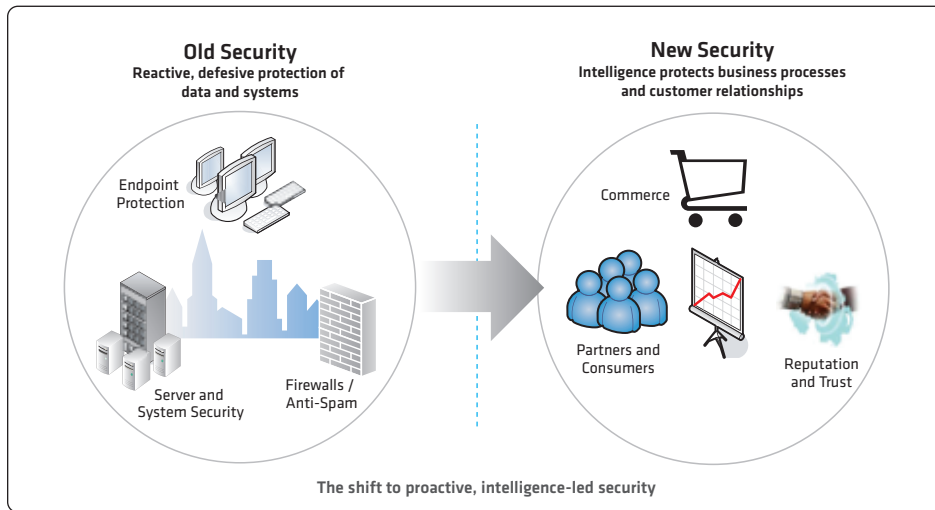 Old Security
Reactive, defesive protection of
data and systems
Endpoint
Protection
Server and
System Security
Firewalls /
Anti-Spam
New Security
Intelligence protects business processes
and customer relationships
Commerce
Partners and
Consumers
Reputation
and Trust
The shift to proactive, intelligence-led security